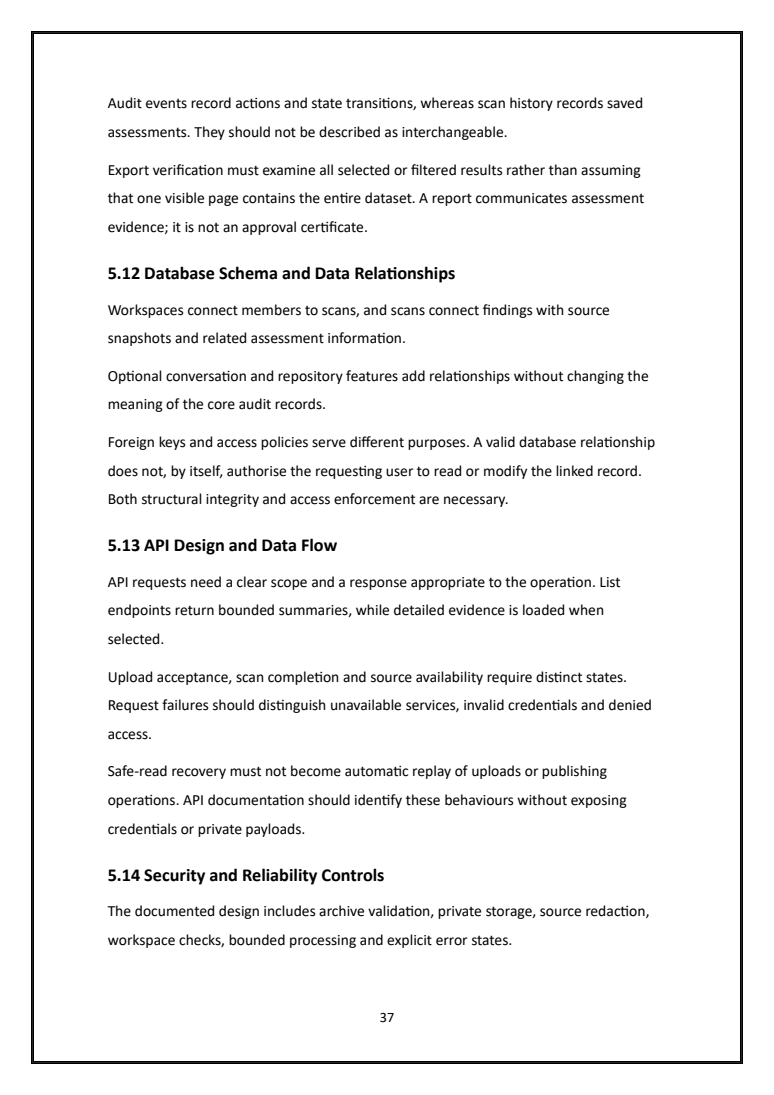 Audit events record actions and state transitions, whereas scan history records saved
assessments. They should not be described as interchangeable.
Export verification must examine all selected or filtered results rather than assuming
that one visible page contains the entire dataset. A report communicates assessment
evidence; it is not an approval certificate.
5.12 Database Schema and Data Relationships
Workspaces connect members to scans, and scans connect findings with source
snapshots and related assessment information.
Optional conversation and repository features add relationships without changing the
meaning of the core audit records.
Foreign keys and access policies serve different purposes. A valid database relationship
does not, by itself, authorise the requesting user to read or modify the linked record.
Both structural integrity and access enforcement are necessary.
5.13 API Design and Data Flow
API requests need a clear scope and a response appropriate to the operation. List
endpoints return bounded summaries, while detailed evidence is loaded when
selected.
Upload acceptance, scan completion and source availability require distinct states.
Request failures should distinguish unavailable services, invalid credentials and denied
access.
Safe-read recovery must not become automatic replay of uploads or publishing
operations. API documentation should identify these behaviours without exposing
credentials or private payloads.
5.14 Security and Reliability Controls
The documented design includes archive validation, private storage, source redaction,
workspace checks, bounded processing and explicit error states.
37